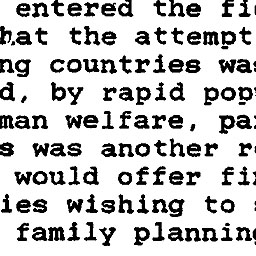 entered the fi
hat the attempt
ng countries was
d, by rapid pop
man welfare, pa
s was another r
would offer fi
ies wishing to
family planning